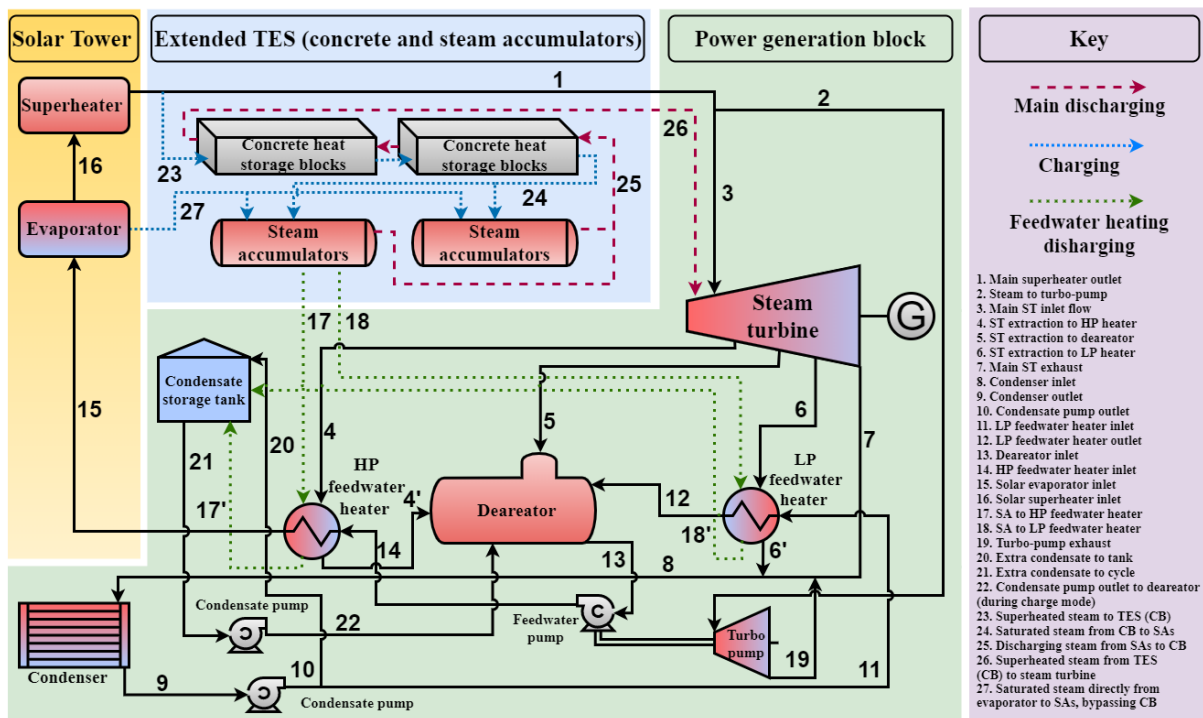 Solar Tower
Extended TES (concrete and steam accumulators)
Power generation block
Key
1
2
Superheater
Concrete heat
storage blocks
Concrete heat
storage blocks
26
16
23
25
3
27
24
Evaporator
Steam
accumulators
Steam
accumulators
Steam
turbine
G
17
18
Condensate
storage tank
15
20
4
5
6
7
21
HP
feedwater
heater
LP
feedwater
heater
17'
4'
Deareator
12
18'
14
13
6'
8
Condensate pump
C
22
Feedwater
pump
C
Turbo
pump
19
11
Condenser
9
10
C
Condensate pump
Main discharging
Charging
Feedwater heating
disharging
1. Main superheater outlet
2. Steam to turbo-pump
3. Main ST inlet flow
4. ST extraction to HP heater
5. ST extraction to dearator
6. ST extraction to LP heater
7. Main ST exhaust
8. Condenser inlet
9. Condenser outlet
10. Condensate pump outlet
11. LP feedwater heater inlet
12. LP feedwater heater outlet
13. Deareator inlet
14. HP feedwater heater inlet
15. Solar evaporator inlet
16. Solar superheater inlet
17. SA to HP feedwater heater
18. SA to LP feedwater heater
19. Turbo-pump exhaust
20. Extra condensate to tank
21. Extra condensate to cycle
22. Condensate pump outlet to deareator
(during charge mode)
23. Superheated steam to TES (CB)
24. Saturated steam from CB to SAs
25. Discharging steam from SAs to CB
26. Superheated steam from TES
(CB) to steam turbine
27. Saturated steam directly from
evaporator to SAs, bypassing CB